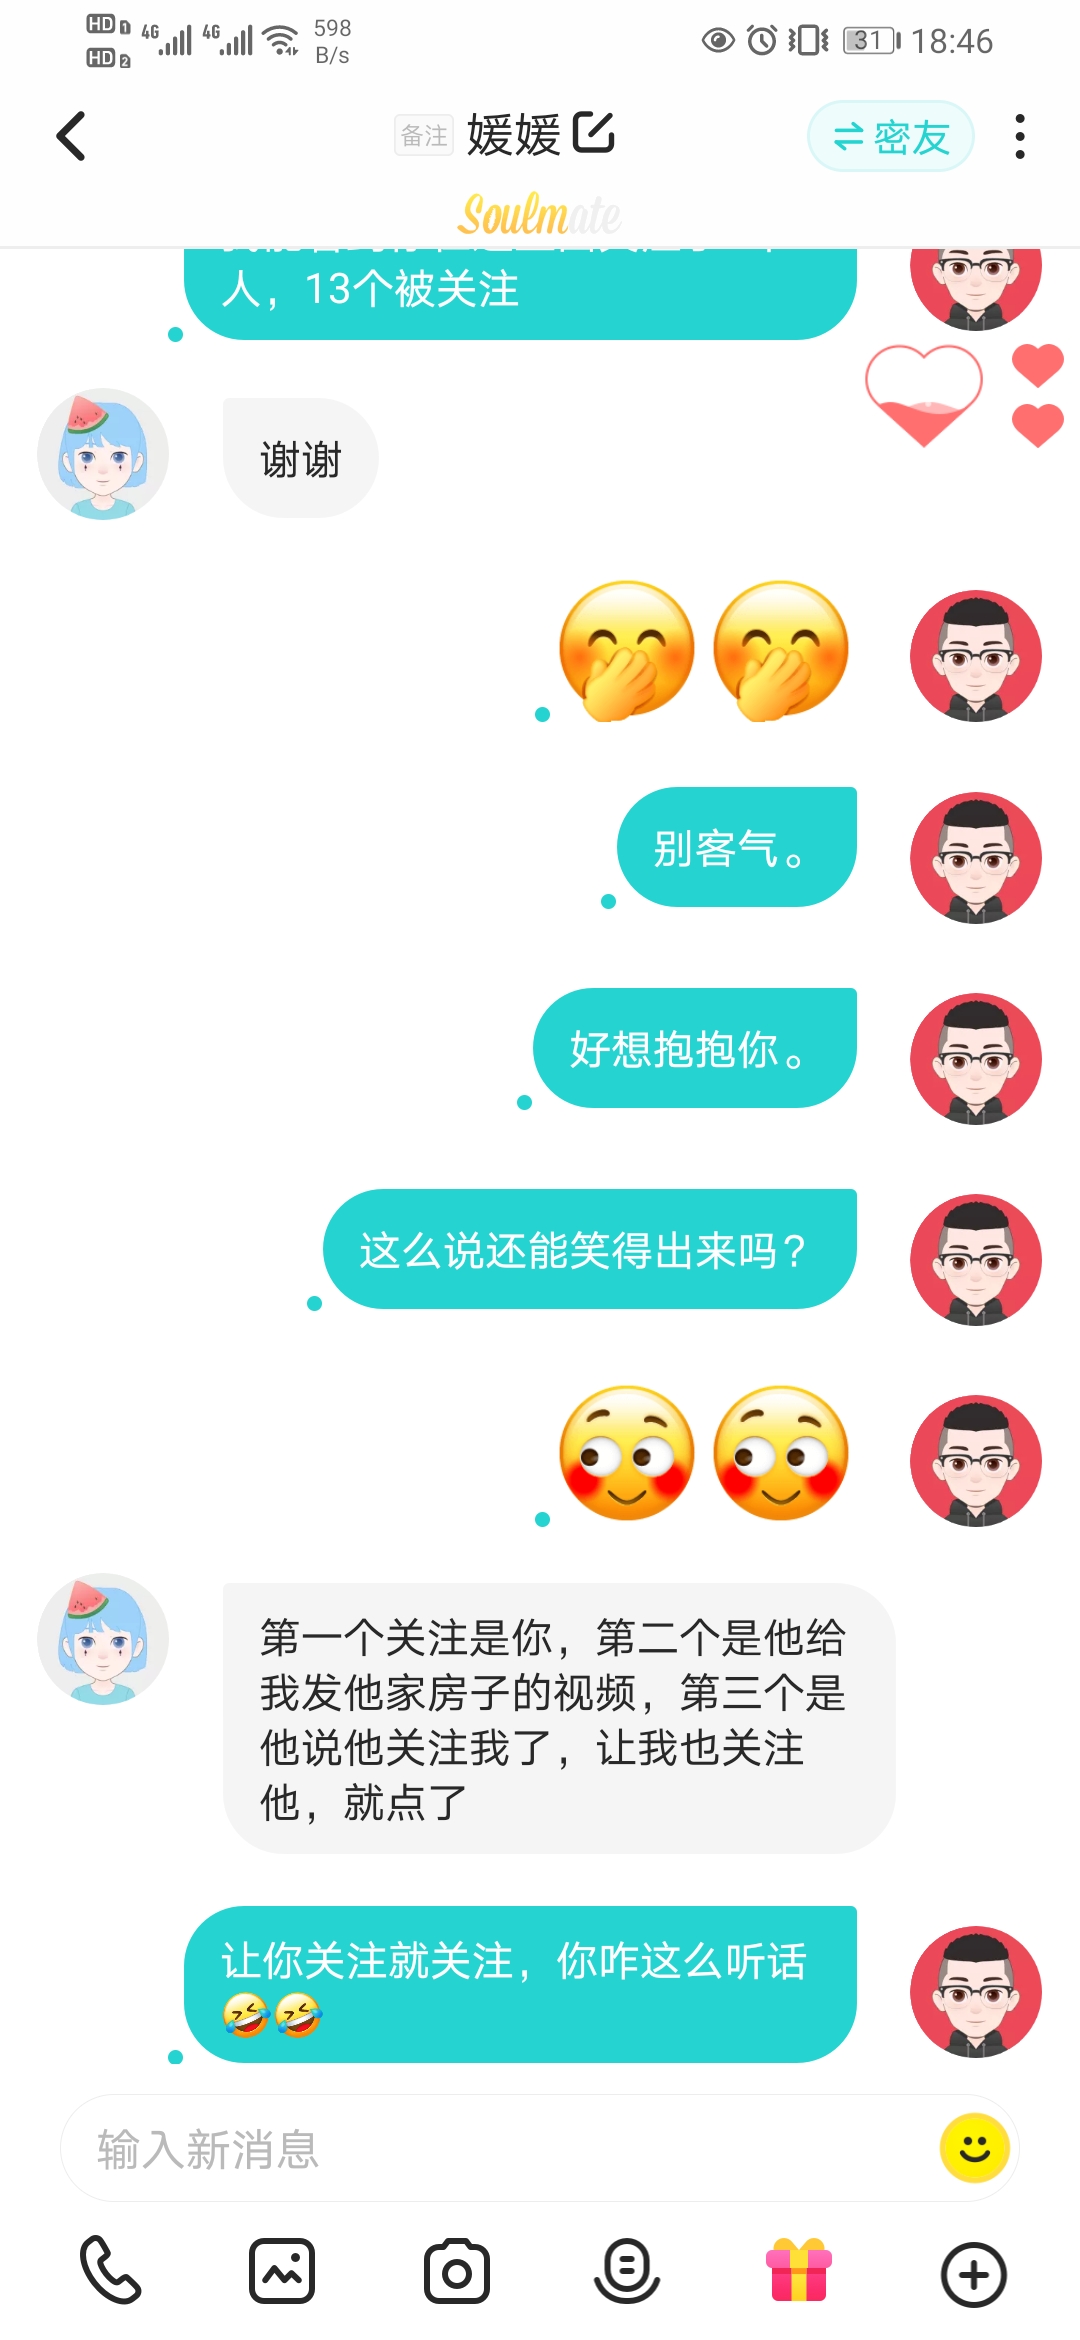 HD 1 4G 4G 598
HD 2 B/s
31 18:46
备注 媛媛 密友
Soulmate
人，13个被关注
谢谢
别客气。
好想抱抱你。
这么说还能笑得出来吗？
第一个关注是你，第二个是他给
我发他家房子的视频，第三个是
他说他关注我了，让我也关注
他，就点了
让你关注就关注，你咋这么听话
🤣🤣
输入新消息